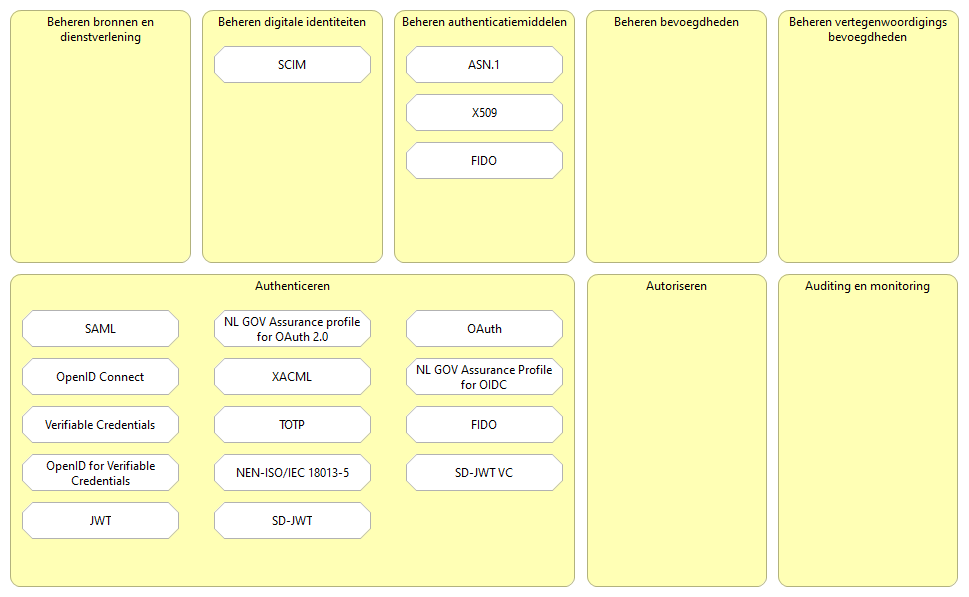 Beheren bronnen en
dienstverlening
Beheren digitale identiteiten
SCIM
Beheren authenticatiemiddelen
ASN.1
X509
FIDO
Beheren bevoegdheden
Beheren vertegenwoordigings
bevoegdheden
Authenticeren
SAML
NL GOV Assurance profile
for OAuth 2.0
OAuth
OpenID Connect
XACML
NL GOV Assurance Profile
for OIDC
Verifiable Credentials
TOTP
FIDO
OpenID for Verifiable
Credentials
NEN-ISO/IEC 18013-5
SD-JWT VC
JWT
SD-JWT
Autoriseren
Auditing en monitoring